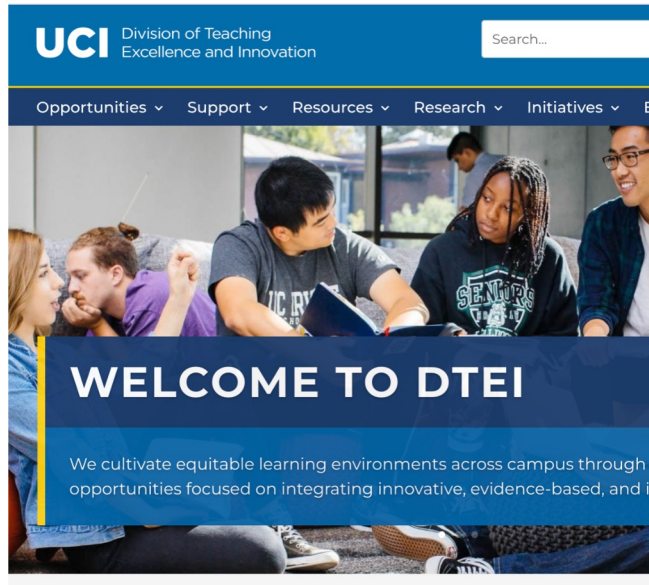 UCI Division of Teaching
Excellence and Innovation
Search...
Opportunities Support Resources Research Initiatives
SENIORS
WELCOME TO DTEI
We cultivate equitable learning environments across campus through
opportunities focused on integrating innovative, evidence-based, and